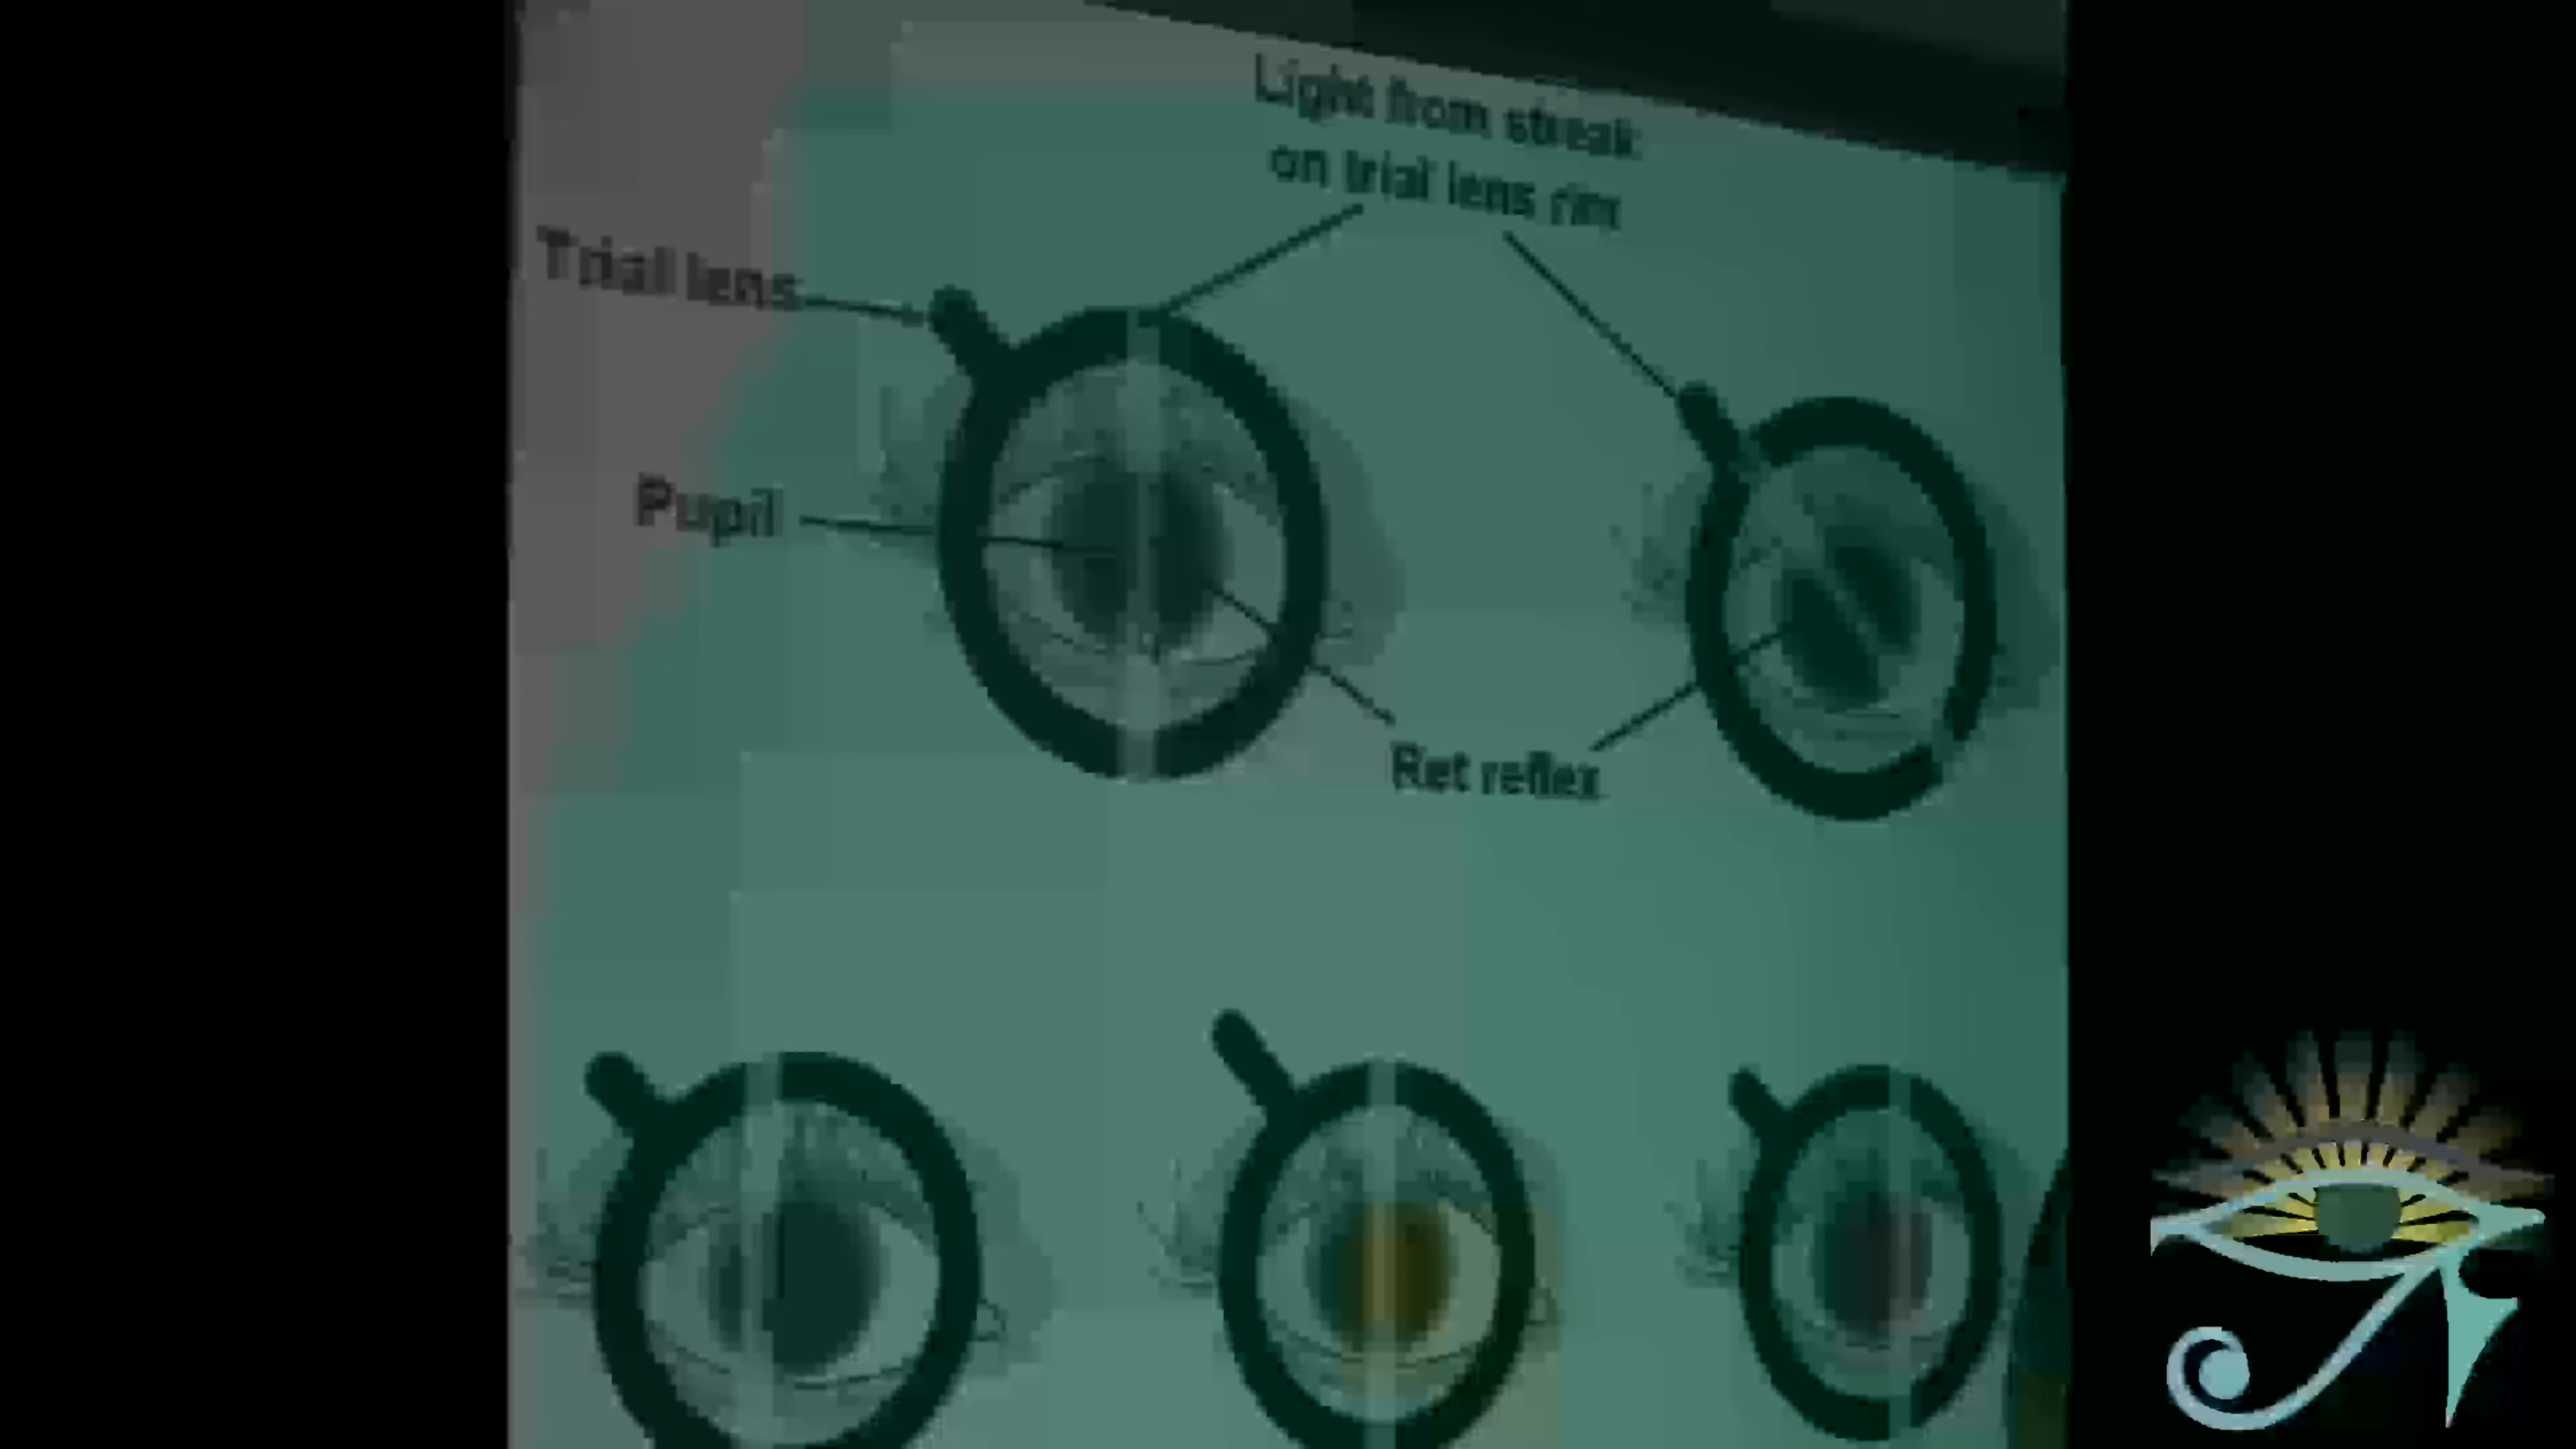 Light from streak
on trial lens rim
Trial lens
Pupil
Ret reflex